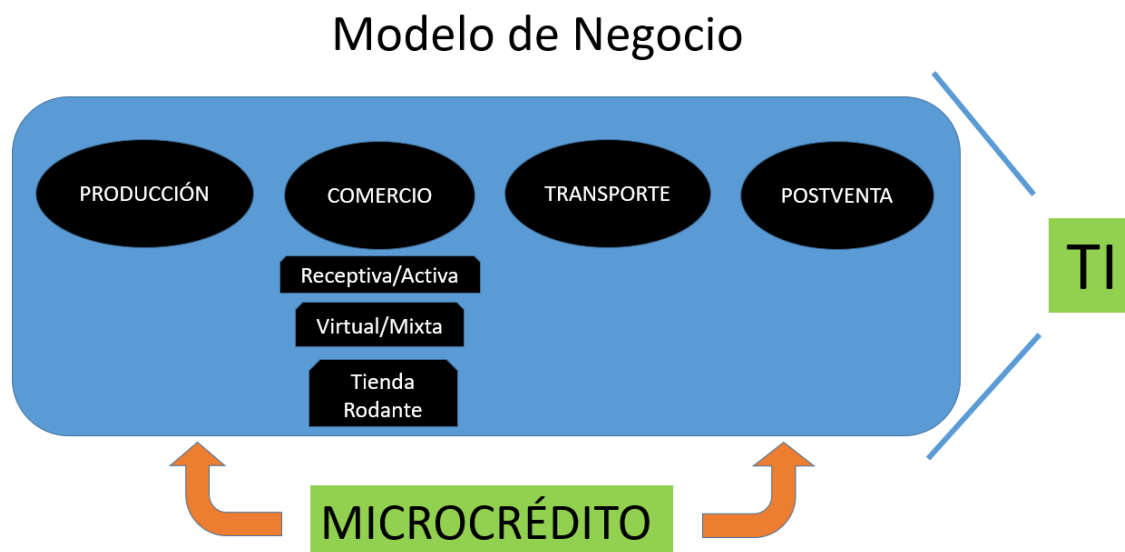 Modelo de Negocio
PRODUCCIÓN
COMERCIO
TRANSPORTE
POSTVENTA
Receptiva/Activa
Virtual/Mixta
Tienda
Rodante
TI
MICROCRÉDITO